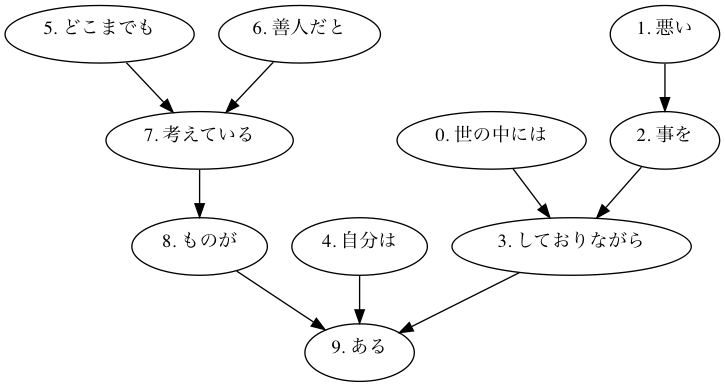 5. どこまでも
6. 善人だと
1. 悪い
7. 考えている
0. 世の中には
2. 事を
8. ものが
4. 自分は
3. しておりながら
9. ある